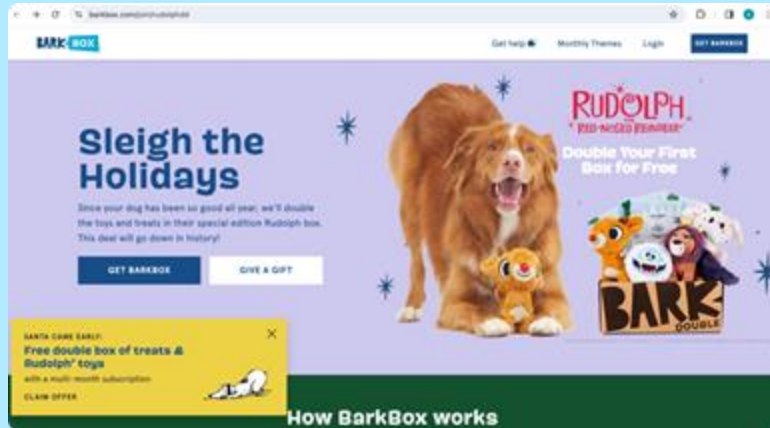 barkbox.com
BARK BOX
Get help
Monthly Themes
Login
GET BARKBOX
Sleigh the
Holidays
Since your dog has been so good all year, we'll double
the toys and treats in their special edition Rudolph box.
This deal will go down in history!
GET BARKBOX
GIVE A GIFT
RUDOLPH
THE
RED-NOSED REINDEER
Double Your First
Box for Free
BARK
DOUBLE
SANTA CAME EARLY:
Free double box of treats &
Rudolph® toys
with a multi-month subscription
CLAIM OFFER
How BarkBox works